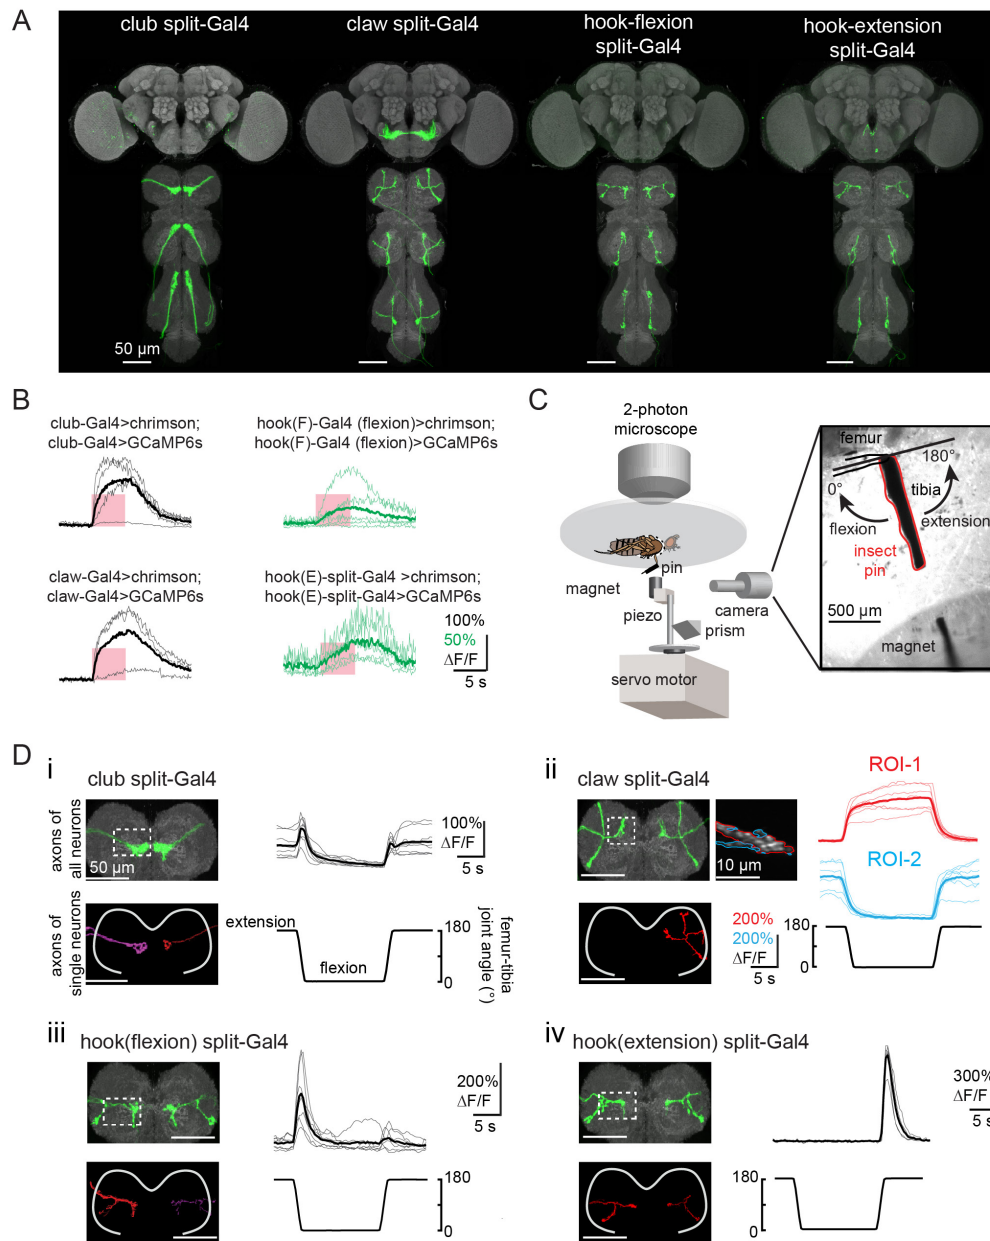 A
club split-Gal4
claw split-Gal4
hook-flexion
split-Gal4
hook-extension
split-Gal4
50 µm
B
club-Gal4>chrimson;
club-Gal4>GCaMP6s
hook(F)-Gal4 (flexion)>chrimson;
hook(F)-Gal4 (flexion)>GCaMP6s
claw-Gal4>chrimson;
claw-Gal4>GCaMP6s
hook(E)-split-Gal4 >chrimson;
hook(E)-split-Gal4>GCaMP6s
100%
50%
ΔF/F
5 s
C
2-photon
microscope
pin
magnet
piezo
camera
prism
servo motor
femur
180°
0°
tibia
flexion
extension
insect
pin
500 µm
magnet
D
i
club split-Gal4
axons of
all neurons
50 µm
100%
ΔF/F
5 s
axons of
single neurons
extension
flexion
180
0
femur-tibia
joint angle (°)
ii
claw split-Gal4
10 µm
ROI-1
ROI-2
200%
200%
ΔF/F
5 s
180
0
iii
hook(flexion) split-Gal4
200%
ΔF/F
5 s
180
0
iv
hook(extension) split-Gal4
300%
ΔF/F
5 s
180
0